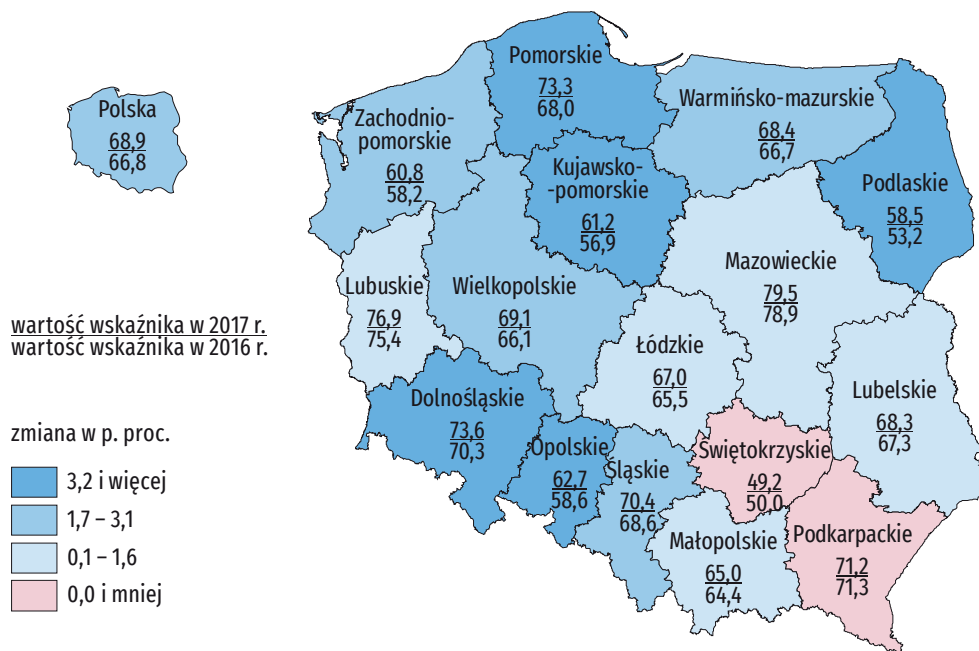 Polska
68,9
66,8
Pomorskie
73,3
68,0
Warmińsko-mazurskie
68,4
66,7
Zachodnio-
pomorskie
60,8
58,2
Kujawsko-
-pomorskie
61,2
56,9
Podlaskie
58,5
53,2
Mazowieckie
79,5
78,9
Lubuskie
76,9
75,4
Wielkopolskie
69,1
66,1
Łódzkie
67,0
65,5
Lubelskie
68,3
67,3
Dolnośląskie
73,6
70,3
Opolskie
62,7
58,6
Śląskie
70,4
68,6
Świętokrzyskie
49,2
50,0
Małopolskie
65,0
64,4
Podkarpackie
71,2
71,3
wartość wskaźnika w 2017 r.
wartość wskaźnika w 2016 r.
zmiana w p. proc.
3,2 i więcej
1,7 – 3,1
0,1 – 1,6
0,0 i mniej